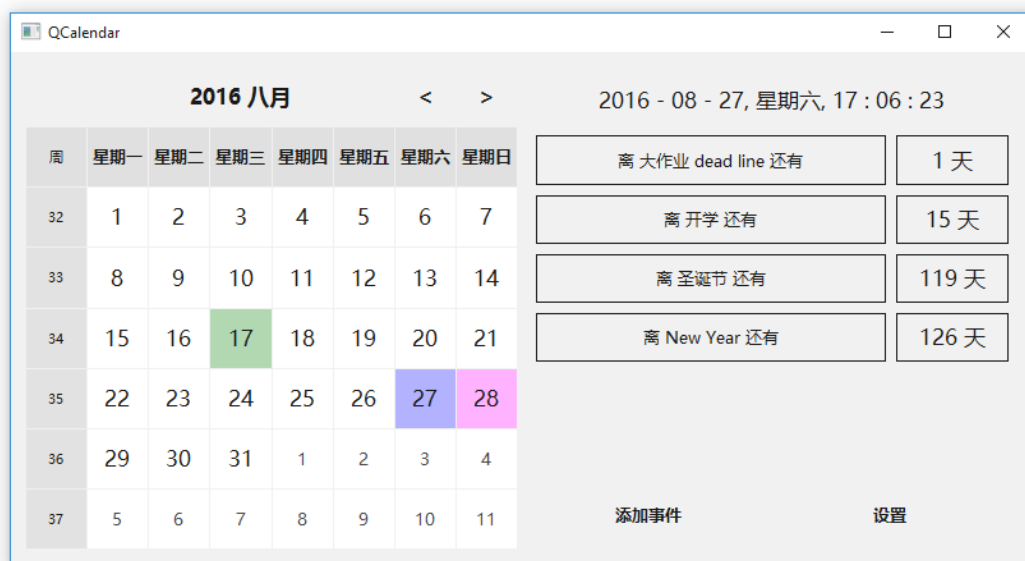 QCalendar
2016 八月 < >
周 星期一 星期二 星期三 星期四 星期五 星期六 星期日
32 1 2 3 4 5 6 7
33 8 9 10 11 12 13 14
34 15 16 17 18 19 20 21
35 22 23 24 25 26 27 28
36 29 30 31 1 2 3 4
37 5 6 7 8 9 10 11
2016 - 08 - 27, 星期六, 17 : 06 : 23
离 大作业 dead line 还有 1 天
离 开学 还有 15 天
离 圣诞节 还有 119 天
离 New Year 还有 126 天
添加事件 设置